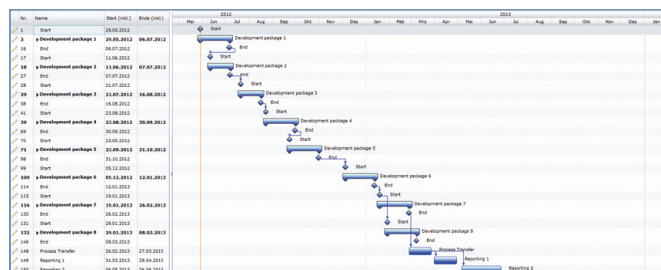 2012 2013
Nr. Name Start (inkl.) Ende (inkl.) Mai Jun Jul Aug Sep Okt Nov Dez Jan Feb Mrz Apr Mai Jun Jul Aug Sep Okt Nov Dez Jan
1 Start 29.05.2012 Start
2 Development package 1 29.05.2012 06.07.2012 Development package 1
16 End 06.07.2012 End
17 Start 11.06.2012 Start
18 Development package 2 11.06.2012 07.07.2012 Development package 2
27 End 07.07.2012 End
28 Start 21.07.2012 Start
29 Development package 3 21.07.2012 16.08.2012 Development package 3
38 End 16.08.2012 End
41 Start 23.08.2012 Start
39 Development package 4 23.08.2012 30.09.2012 Development package 4
69 End 30.09.2012 End
70 Start 23.09.2012 Start
71 Development package 5 23.09.2012 31.10.2012 Development package 5
98 End 31.10.2012 End
99 Start 05.12.2012 Start
100 Development package 6 05.12.2012 12.01.2013 Development package 6
114 End 12.01.2013 End
115 Start 19.01.2013 Start
116 Development package 7 19.01.2013 26.02.2013 Development package 7
130 End 26.02.2013 End
131 Start 29.01.2013 Start
132 Development package 8 29.01.2013 08.03.2013 Development package 8
146 End 08.03.2013 End
148 Process Transfer 26.02.2013 27.03.2013 Process Transfer
149 Reporting 1 31.03.2013 29.04.2013 Reporting 1
150 Reporting 2 Reporting 2